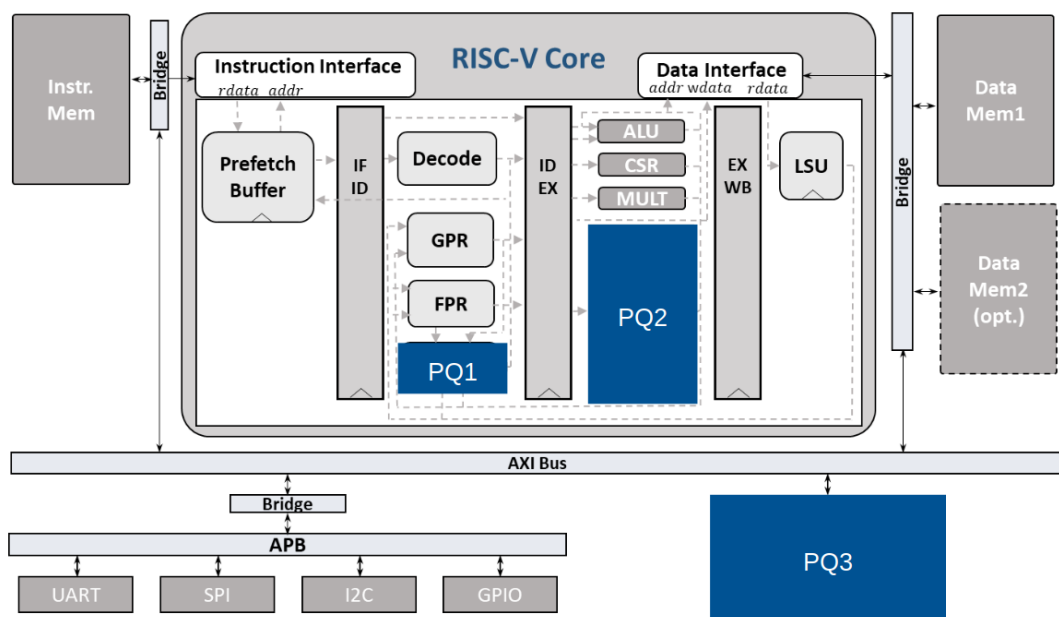 RISC-V Core
Instr.
Mem
Bridge
Instruction Interface
rdata addr
Data Interface
addr wdata rdata
Bridge
Data
Mem1
Prefetch
Buffer
IF
ID
Decode
ID
EX
ALU
CSR
MULT
EX
WB
LSU
GPR
FPR
PQ1
PQ2
Data
Mem2
(opt.)
AXI Bus
Bridge
APB
UART
SPI
I2C
GPIO
PQ3